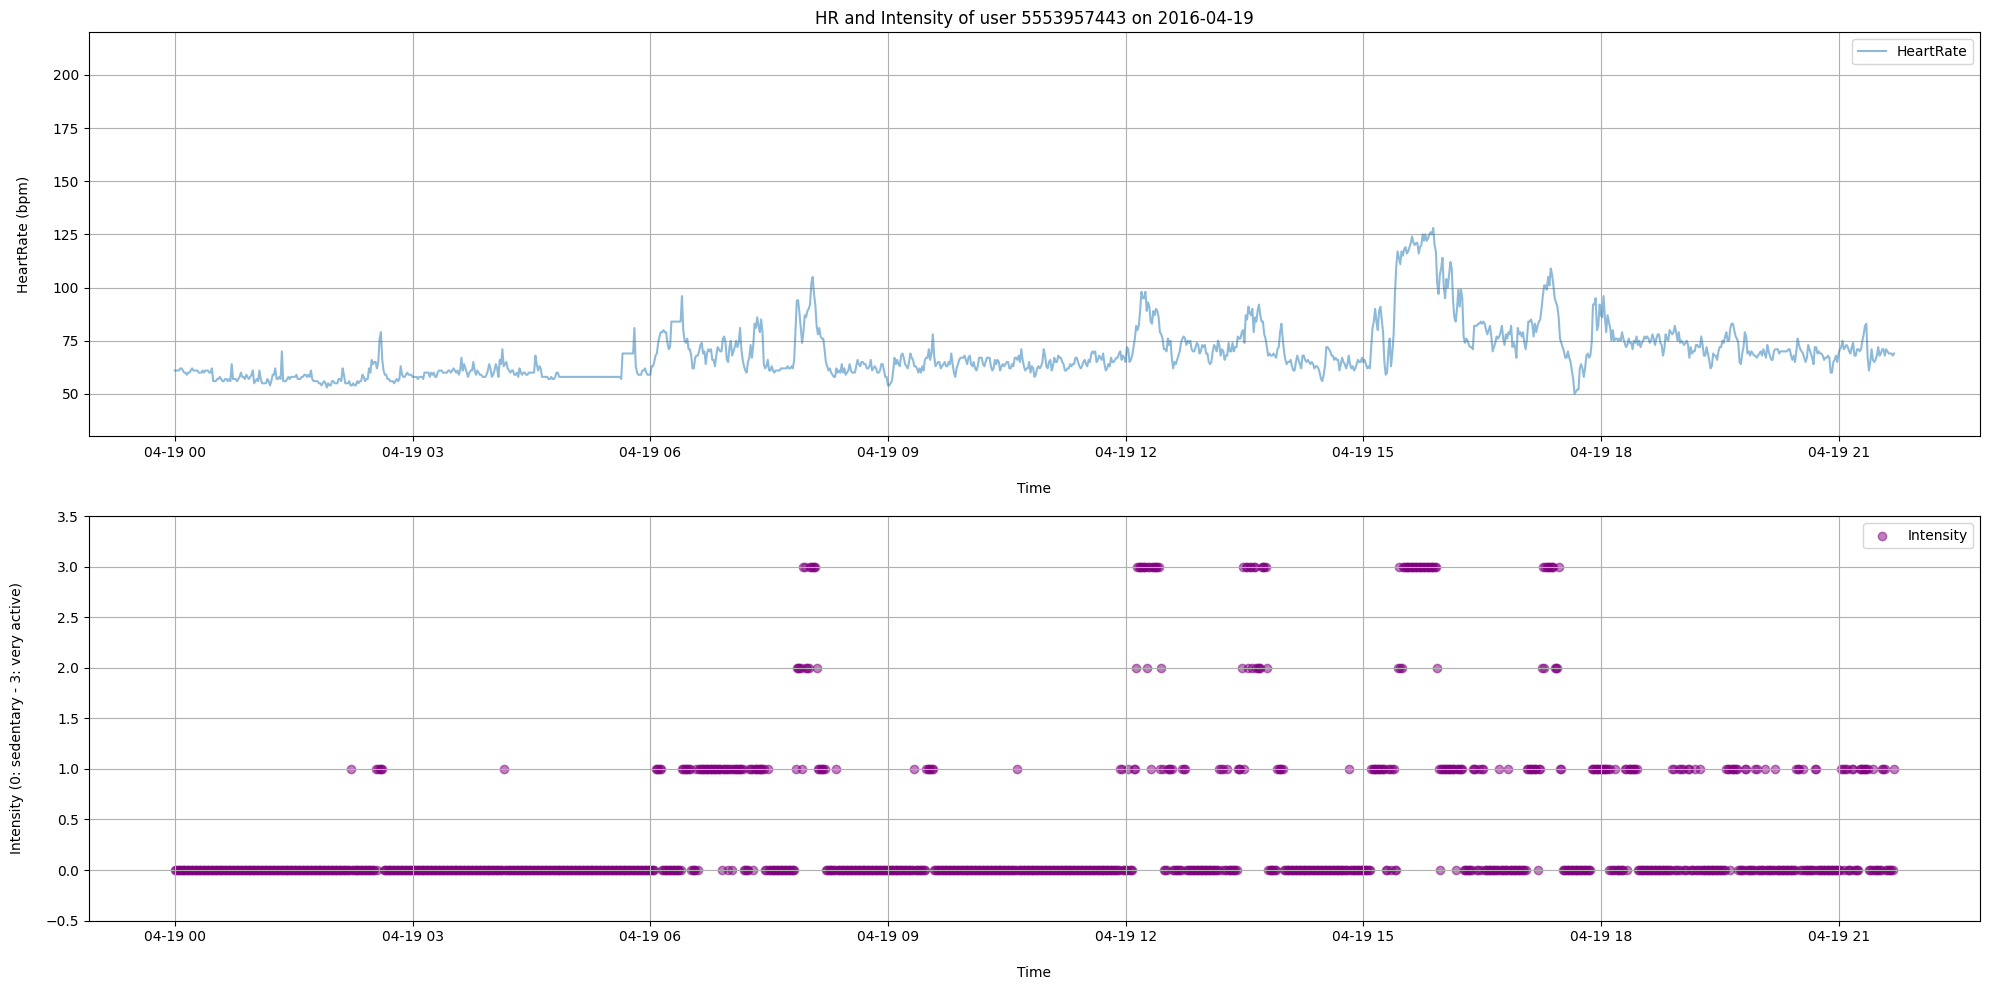 HR and Intensity of user 5553957443 on 2016-04-19
HeartRate
200
175
150
125
100
75
50
HeartRate (bpm)
04-19 00 04-19 03 04-19 06 04-19 09 04-19 12 04-19 15 04-19 18 04-19 21
Time
Intensity
3.5
3.0
2.5
2.0
1.5
1.0
0.5
0.0
−0.5
Intensity (0: sedentary - 3: very active)
04-19 00 04-19 03 04-19 06 04-19 09 04-19 12 04-19 15 04-19 18 04-19 21
Time